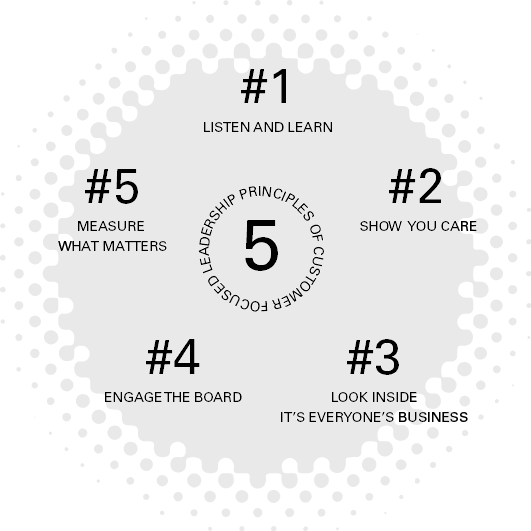 #1
LISTEN AND LEARN
#5
MEASURE
WHAT MATTERS
5
LEADERSHIP PRINCIPLES OF CUSTOMER FOCUSED
#2
SHOW YOU CARE
#4
ENGAGE THE BOARD
#3
LOOK INSIDE
IT'S EVERYONE'S BUSINESS